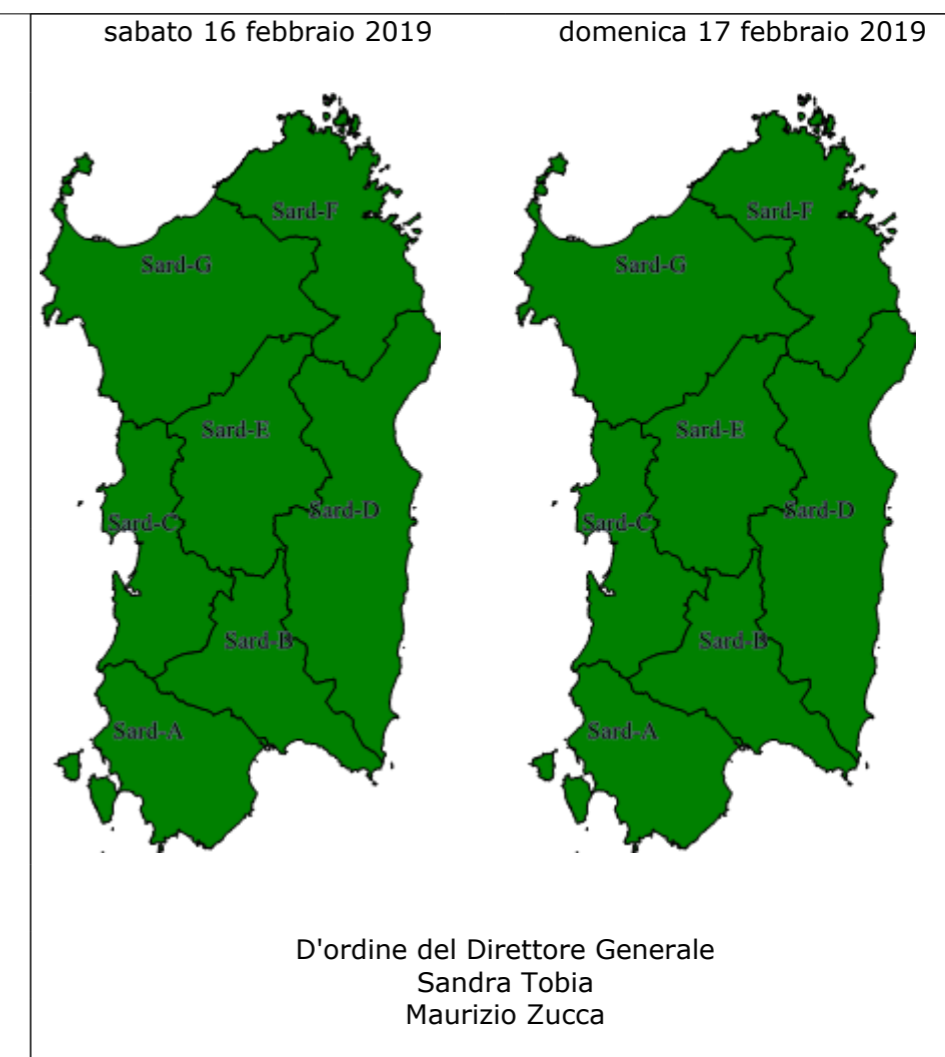 sabato 16 febbraio 2019
domenica 17 febbraio 2019
Sard-F
Sard-G
Sard-E
Sard-D
Sard-C
Sard-B
Sard-A
Sard-F
Sard-G
Sard-E
Sard-D
Sard-C
Sard-B
Sard-A
D'ordine del Direttore Generale
Sandra Tobia
Maurizio Zucca